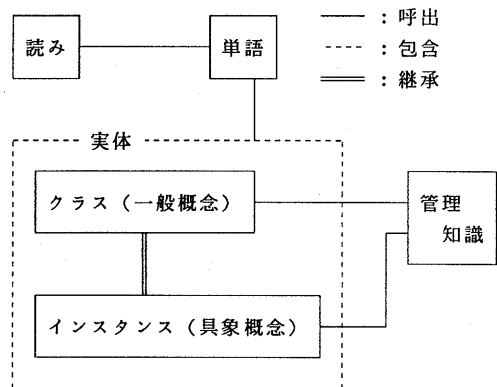 読み
単語
：呼出
：包含
：継承
実体
クラス（一般概念）
管理
知識
インスタンス（具象概念）